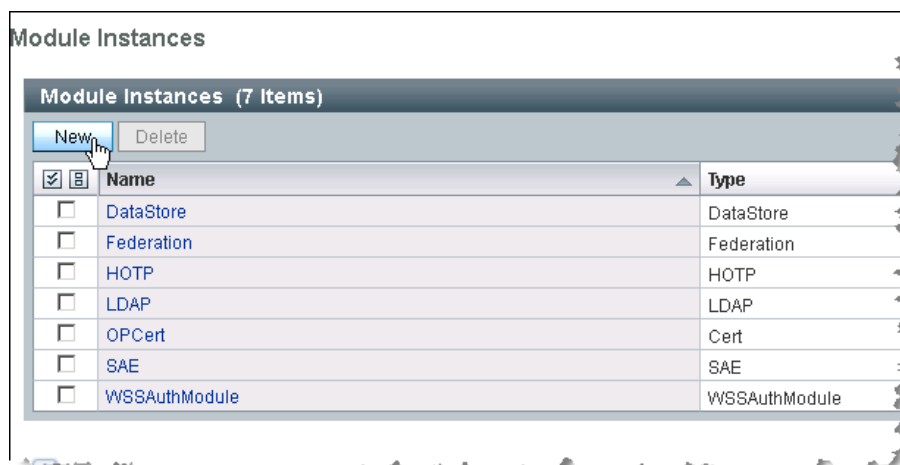 Module Instances
Module Instances (7 Items)
New Delete
Name Type
DataStore DataStore
Federation Federation
HOTP HOTP
LDAP LDAP
OPCert Cert
SAE SAE
WSSAuthModule WSSAuthModule